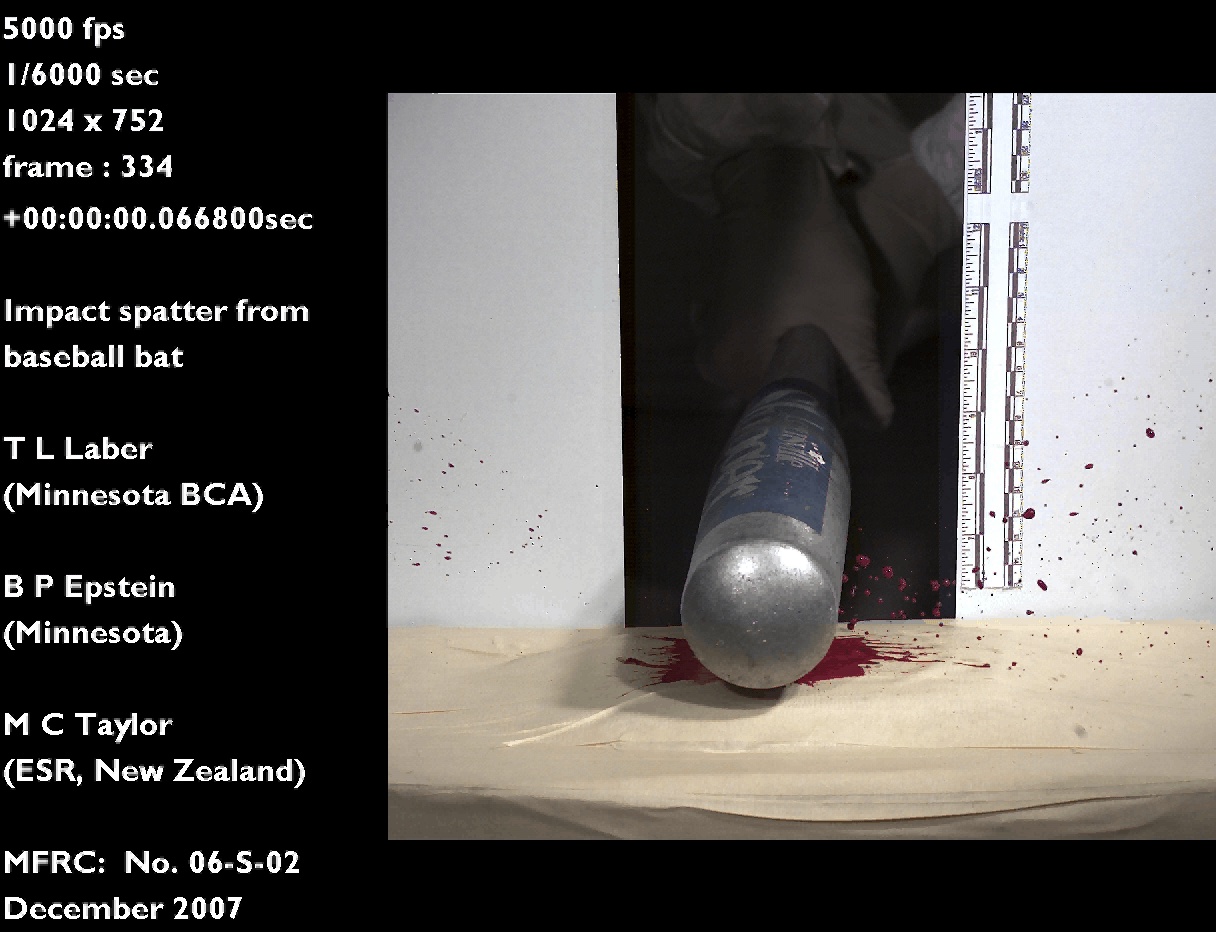 5000 fps
1/6000 sec
1024 x 752
frame : 334
+00:00:00.066800sec
Impact spatter from
baseball bat
T L Laber
(Minnesota BCA)
B P Epstein
(Minnesota)
M C Taylor
(ESR, New Zealand)
MFRC:  No. 06-S-02
December 2007